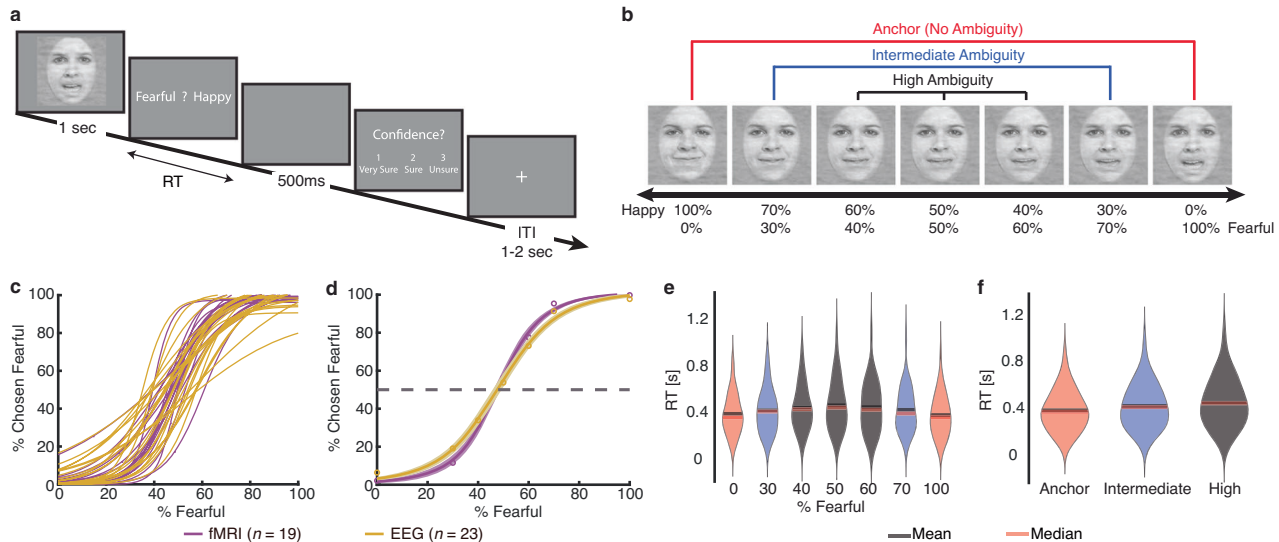 a
Fearful ? Happy
Confidence?
1 2 3
Very Sure Sure Unsure
+
1 sec
RT
500ms
ITI
1-2 sec
b
Anchor (No Ambiguity)
Intermediate Ambiguity
High Ambiguity
Happy 100% 70% 60% 50% 40% 30% 0%
0% 30% 40% 50% 60% 70% 100% Fearful
c
% Chosen Fearful
100
80
60
40
20
0
0 20 40 60 80 100
% Fearful
d
% Chosen Fearful
100
80
60
40
20
0
0 20 40 60 80 100
% Fearful
fMRI (n = 19) EEG (n = 23)
e
RT [s]
1.2
0.8
0.4
0
0 30 40 50 60 70 100
% Fearful
f
RT [s]
1.2
0.8
0.4
0
Anchor Intermediate High
Mean Median